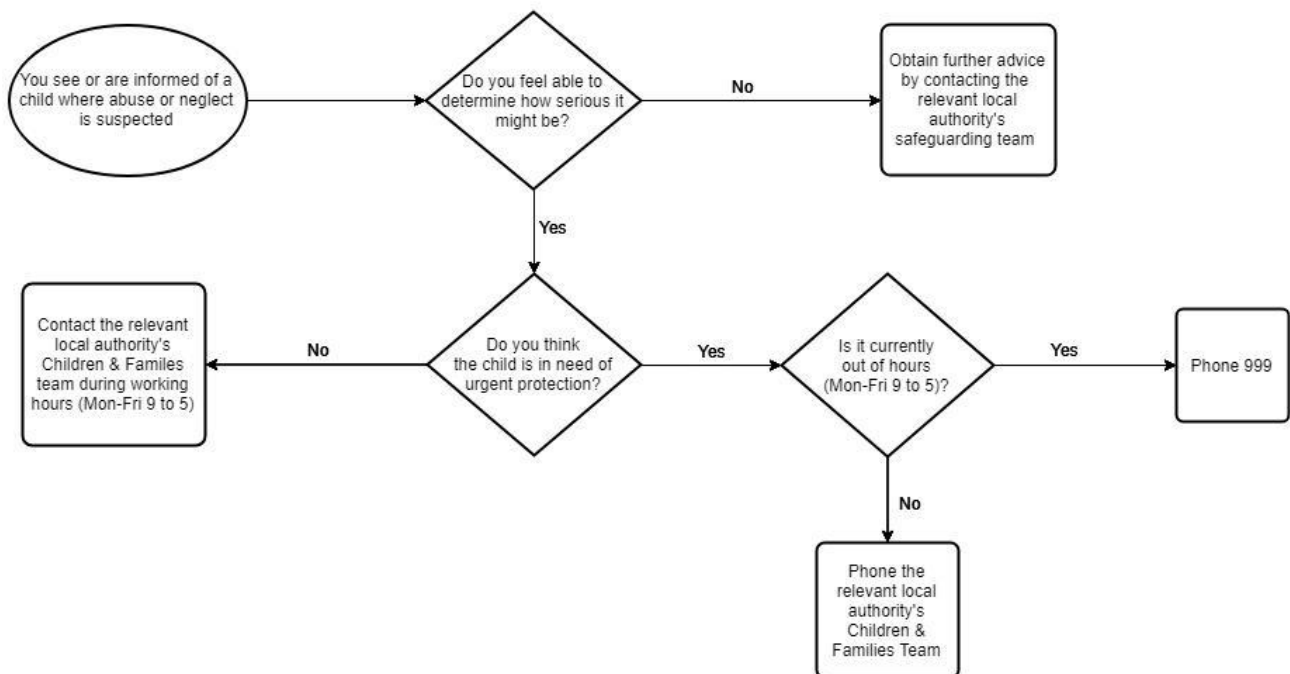 You see or are informed of a
child where abuse or neglect
is suspected
Do you feel able to
determine how serious it
might be?
No
Obtain further advice
by contacting the
relevant local
authority's
safeguarding team
Yes
Contact the relevant
local authority's
Children & Familes
team during working
hours (Mon-Fri 9 to 5)
No
Do you think
the child is in need of
urgent protection?
Yes
Is it currently
out of hours
(Mon-Fri 9 to 5)?
Yes
Phone 999
No
Phone the
relevant local
authority's
Children &
Families Team